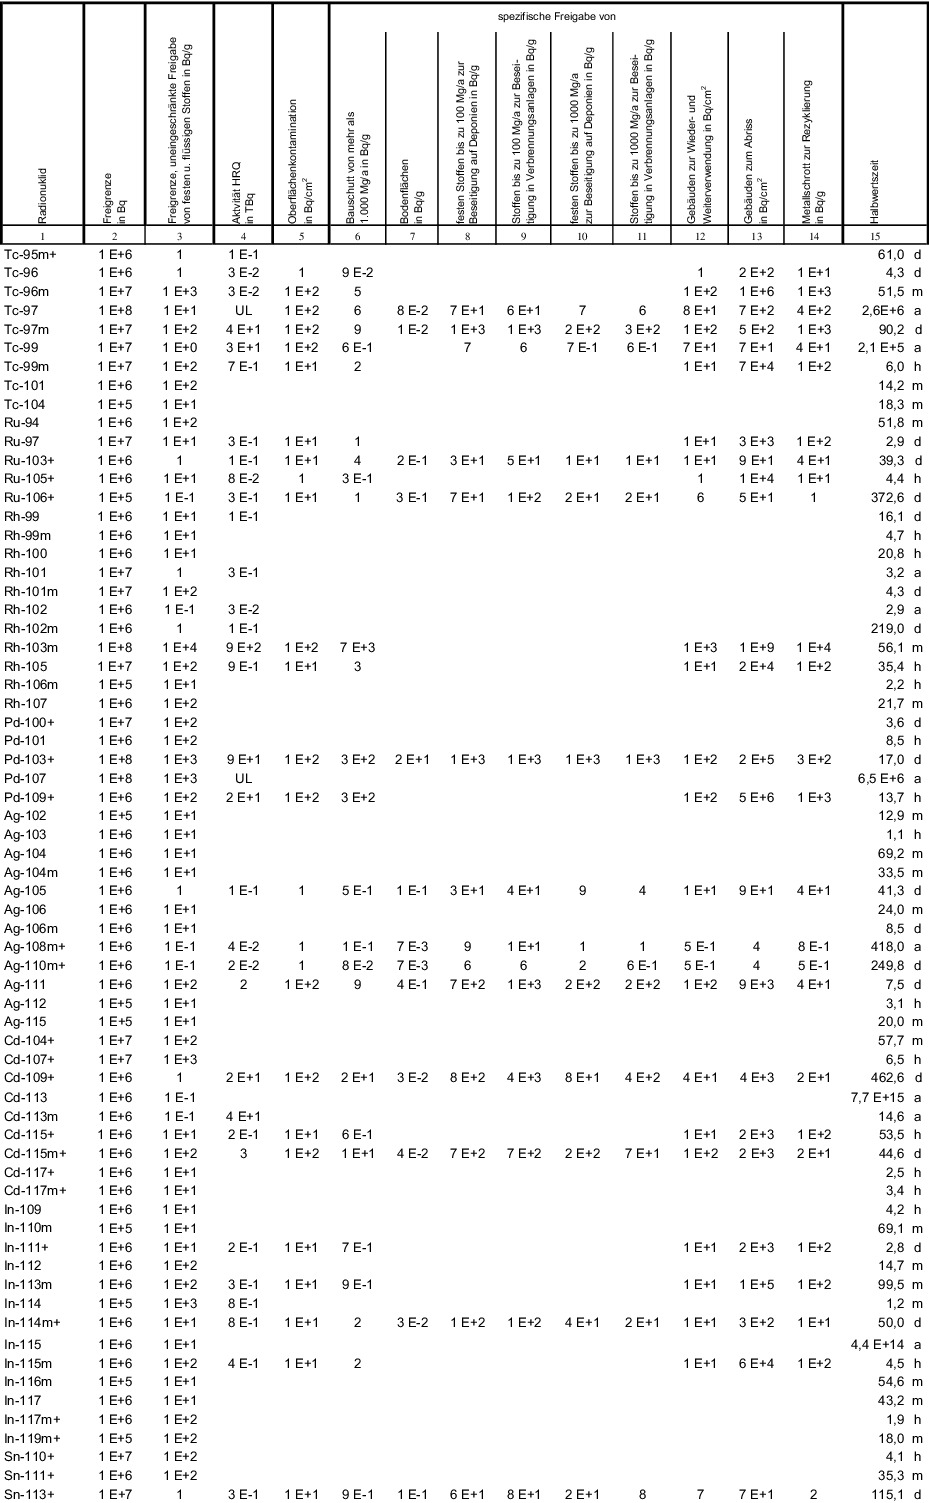 spezifische Freigabe von
Radionuklid
Freigrenze
in Bq
Freigrenze, uneingeschränkte Freigabe
von festen u. flüssigen Stoffen in Bq/g
Aktvität HRQ
in TBq
Oberflächenkontamination
in Bq/cm²
Bauschutt von mehr als
1.000 Mg/a in Bq/g
Bodenflächen
in Bq/g
festen Stoffen bis zu 100 Mg/a zur
Beseitigung auf Deponien in Bq/g
Stoffen bis zu 100 Mg/a zur Besei-
tigung in Verbrennungsanlagen in Bq/g
festen Stoffen bis zu 1000 Mg/a
zur Beseitigung auf Deponien in Bq/g
Stoffen bis zu 1000 Mg/a zur Besei-
tigung in Verbrennungsanlagen in Bq/g
Gebäuden zur Wieder- und
Weiterverwendung in Bq/cm²
Gebäuden zum Abriss
in Bq/cm²
Metallschrott zur Rezyklierung
in Bq/g
Halbwertszeit
1 2 3 4 5 6 7 8 9 10 11 12 13 14 15
Tc-95m+ 1 E+6 1 1 E-1 61,0 d
Tc-96 1 E+6 1 3 E-2 1 9 E-2 1 2 E+2 1 E+1 4,3 d
Tc-96m 1 E+7 1 E+3 3 E-2 1 E+2 5 1 E+2 1 E+6 1 E+3 51,5 m
Tc-97 1 E+8 1 E+1 UL 1 E+2 6 8 E-2 7 E+1 6 E+1 7 6 8 E+1 7 E+2 4 E+2 2,6E+6 a
Tc-97m 1 E+7 1 E+2 4 E+1 1 E+2 9 1 E-2 1 E+3 1 E+3 2 E+2 3 E+2 1 E+2 5 E+2 1 E+3 90,2 d
Tc-99 1 E+7 1 E+0 3 E+1 1 E+2 6 E-1 7 6 7 E-1 6 E-1 7 E+1 7 E+1 4 E+1 2,1 E+5 a
Tc-99m 1 E+7 1 E+2 7 E-1 1 E+1 2 1 E+1 7 E+4 1 E+2 6,0 h
Tc-101 1 E+6 1 E+2 14,2 m
Tc-104 1 E+5 1 E+1 18,3 m
Ru-94 1 E+6 1 E+2 51,8 m
Ru-97 1 E+7 1 E+1 3 E-1 1 E+1 1 1 E+1 3 E+3 1 E+2 2,9 d
Ru-103+ 1 E+6 1 1 E-1 1 E+1 4 2 E-1 3 E+1 5 E+1 1 E+1 1 E+1 1 E+1 9 E+1 4 E+1 39,3 d
Ru-105+ 1 E+6 1 E+1 8 E-2 1 3 E-1 1 1 E+4 1 E+1 4,4 h
Ru-106+ 1 E+5 1 E-1 3 E-1 1 E+1 1 3 E-1 7 E+1 1 E+2 2 E+1 2 E+1 6 5 E+1 1 372,6 d
Rh-99 1 E+6 1 E+1 1 E-1 16,1 d
Rh-99m 1 E+6 1 E+1 4,7 h
Rh-100 1 E+6 1 E+1 20,8 h
Rh-101 1 E+7 1 3 E-1 3,2 a
Rh-101m 1 E+7 1 E+2 4,3 d
Rh-102 1 E+6 1 E-1 3 E-2 2,9 a
Rh-102m 1 E+6 1 1 E-1 219,0 d
Rh-103m 1 E+8 1 E+4 9 E+2 1 E+2 7 E+3 1 E+3 1 E+9 1 E+4 56,1 m
Rh-105 1 E+7 1 E+2 9 E-1 1 E+1 3 1 E+1 2 E+4 1 E+2 35,4 h
Rh-106m 1 E+5 1 E+1 2,2 h
Rh-107 1 E+6 1 E+2 21,7 m
Pd-100+ 1 E+7 1 E+2 3,6 d
Pd-101 1 E+6 1 E+2 8,5 h
Pd-103+ 1 E+8 1 E+3 9 E+1 1 E+2 3 E+2 2 E+1 1 E+3 1 E+3 1 E+3 1 E+3 1 E+2 2 E+5 3 E+2 17,0 d
Pd-107 1 E+8 1 E+3 UL 6,5 E+6 a
Pd-109+ 1 E+6 1 E+2 2 E+1 1 E+2 3 E+2 1 E+2 5 E+6 1 E+3 13,7 h
Ag-102 1 E+5 1 E+1 12,9 m
Ag-103 1 E+6 1 E+1 1,1 h
Ag-104 1 E+6 1 E+1 69,2 m
Ag-104m 1 E+6 1 E+1 33,5 m
Ag-105 1 E+6 1 1 E-1 1 5 E-1 1 E-1 3 E+1 4 E+1 9 4 1 E+1 9 E+1 4 E+1 41,3 d
Ag-106 1 E+6 1 E+1 24,0 m
Ag-106m 1 E+6 1 E+1 8,5 d
Ag-108m+ 1 E+6 1 E-1 4 E-2 1 1 E-1 7 E-3 9 1 E+1 1 1 5 E-1 4 8 E-1 418,0 a
Ag-110m+ 1 E+6 1 E-1 2 E-2 1 8 E-2 7 E-3 6 6 2 6 E-1 5 E-1 4 5 E-1 249,8 d
Ag-111 1 E+6 1 E+2 2 1 E+2 9 4 E-1 7 E+2 1 E+3 2 E+2 2 E+2 1 E+2 9 E+3 4 E+1 7,5 d
Ag-112 1 E+5 1 E+1 3,1 h
Ag-115 1 E+5 1 E+1 20,0 m
Cd-104+ 1 E+7 1 E+2 57,7 m
Cd-107+ 1 E+7 1 E+3 6,5 h
Cd-109+ 1 E+6 1 2 E+1 1 E+2 2 E+1 3 E-2 8 E+2 4 E+3 8 E+1 4 E+2 4 E+1 4 E+3 2 E+1 462,6 d
Cd-113 1 E+6 1 E-1 7,7 E+15 a
Cd-113m 1 E+6 1 E-1 4 E+1 14,6 a
Cd-115+ 1 E+6 1 E+1 2 E-1 1 E+1 6 E-1 1 E+1 2 E+3 1 E+2 53,5 h
Cd-115m+ 1 E+6 1 E+2 3 1 E+2 1 E+1 4 E-2 7 E+2 7 E+2 2 E+2 7 E+1 1 E+2 2 E+3 2 E+1 44,6 d
Cd-117+ 1 E+6 1 E+1 2,5 h
Cd-117m+ 1 E+6 1 E+1 3,4 h
In-109 1 E+6 1 E+1 4,2 h
In-110m 1 E+5 1 E+1 69,1 m
In-111+ 1 E+6 1 E+1 2 E-1 1 E+1 7 E-1 1 E+1 2 E+3 1 E+2 2,8 d
In-112 1 E+6 1 E+2 14,7 m
In-113m 1 E+6 1 E+2 3 E-1 1 E+1 9 E-1 1 E+1 1 E+5 1 E+2 99,5 m
In-114 1 E+5 1 E+3 8 E-1 1,2 m
In-114m+ 1 E+6 1 E+1 8 E-1 1 E+1 2 3 E-2 1 E+2 1 E+2 4 E+1 2 E+1 1 E+1 3 E+2 1 E+1 50,0 d
In-115 1 E+6 1 E+1 4,4 E+14 a
In-115m 1 E+6 1 E+2 4 E-1 1 E+1 2 1 E+1 6 E+4 1 E+2 4,5 h
In-116m 1 E+5 1 E+1 54,6 m
In-117 1 E+6 1 E+1 43,2 m
In-117m+ 1 E+6 1 E+2 1,9 h
In-119m+ 1 E+5 1 E+2 18,0 m
Sn-110+ 1 E+7 1 E+2 4,1 h
Sn-111+ 1 E+6 1 E+2 35,3 m
Sn-113+ 1 E+7 1 3 E-1 1 E+1 9 E-1 1 E-1 6 E+1 8 E+1 2 E+1 8 7 7 E+1 2 115,1 d